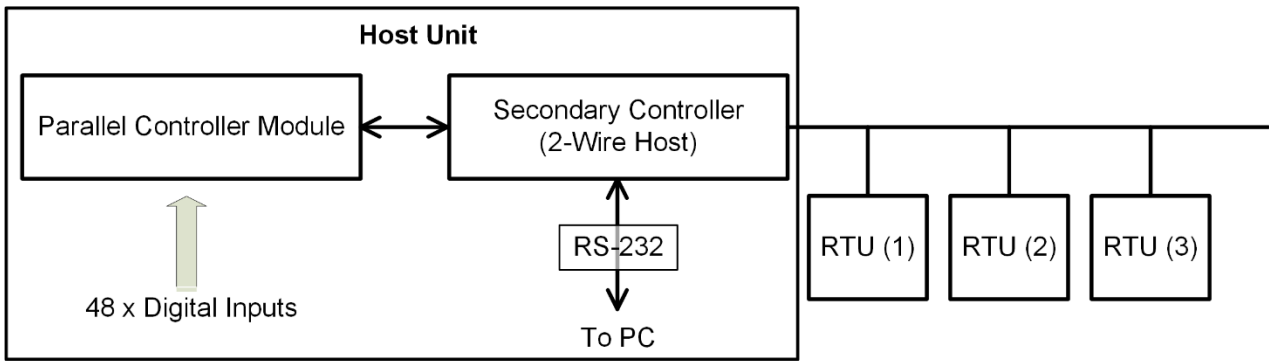 Host Unit
Parallel Controller Module
Secondary Controller
(2-Wire Host)
RS-232
48 x Digital Inputs
To PC
RTU (1)
RTU (2)
RTU (3)